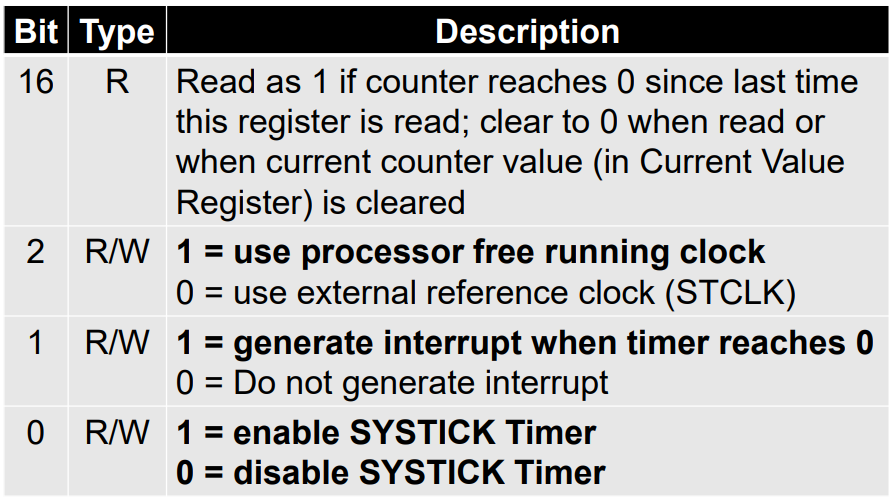 Bit Type Description
16 R Read as 1 if counter reaches 0 since last time
this register is read; clear to 0 when read or
when current counter value (in Current Value
Register) is cleared
2 R/W 1 = use processor free running clock
0 = use external reference clock (STCLK)
1 R/W 1 = generate interrupt when timer reaches 0
0 = Do not generate interrupt
0 R/W 1 = enable SYSTICK Timer
0 = disable SYSTICK Timer